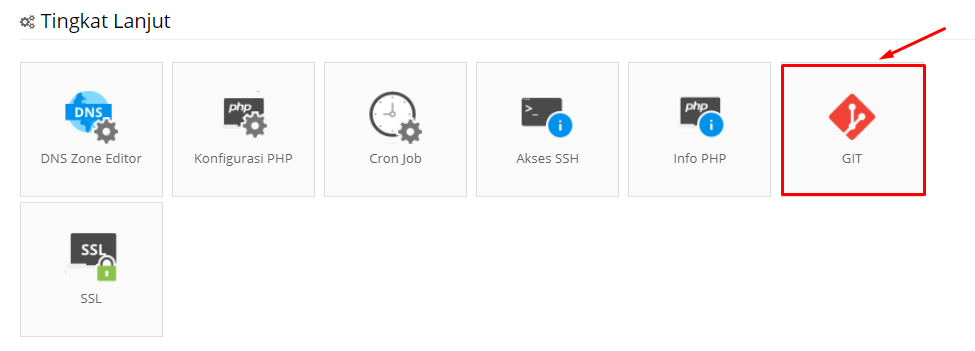 Tingkat Lanjut
DNS
php
>_
i
php
i
DNS Zone Editor
Konfigurasi PHP
Cron Job
Akses SSH
Info PHP
GIT
SSL
SSL